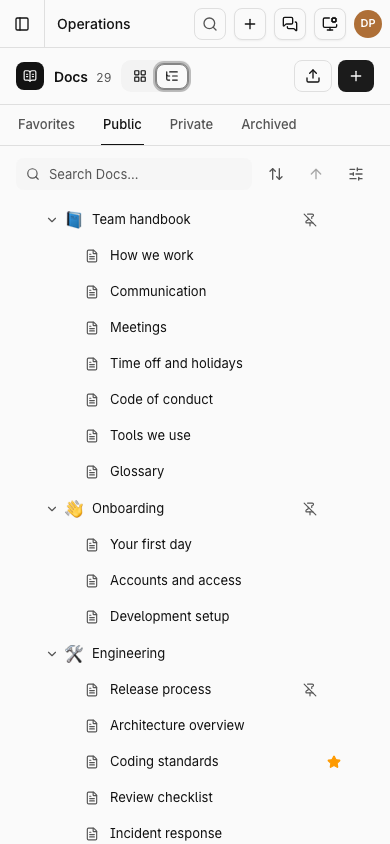 Operations
DP
Docs 29
Favorites Public Private Archived
Search Docs...
Team handbook
How we work
Communication
Meetings
Time off and holidays
Code of conduct
Tools we use
Glossary
Onboarding
Your first day
Accounts and access
Development setup
Engineering
Release process
Architecture overview
Coding standards
Review checklist
Incident response